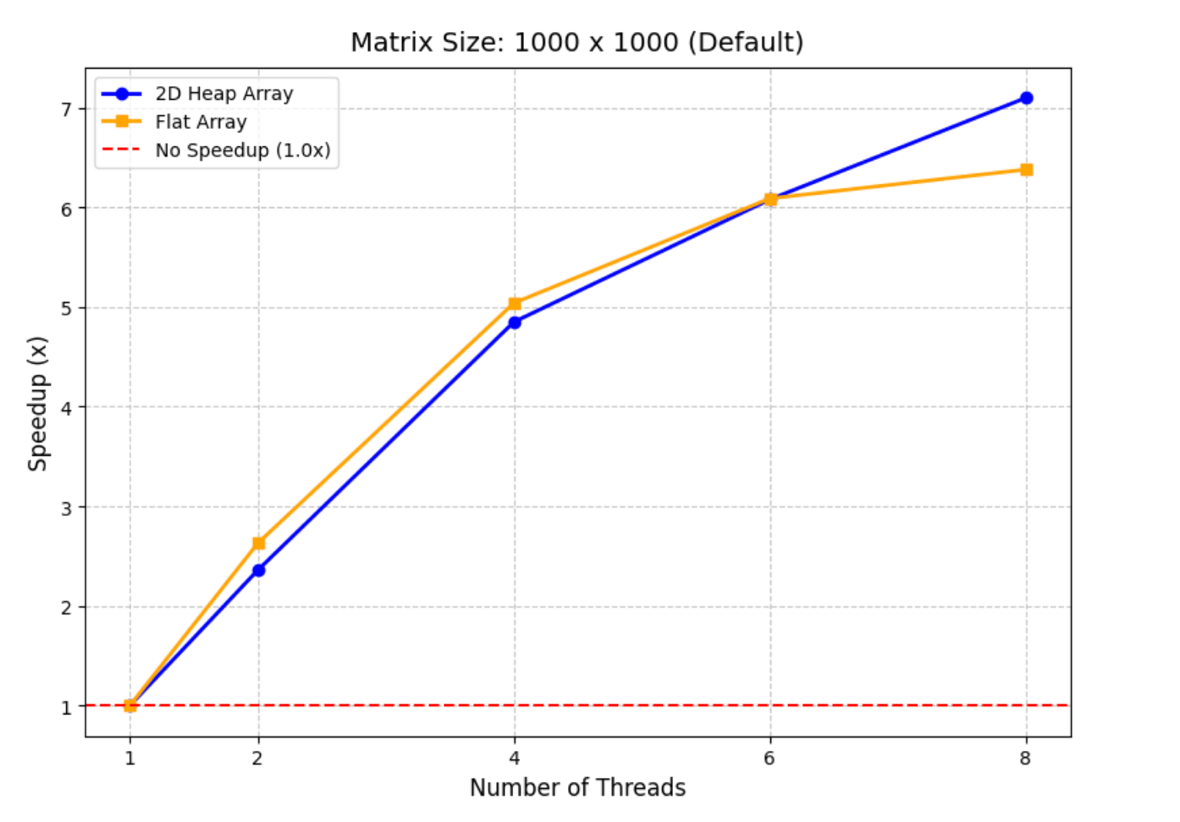 Matrix Size: 1000 x 1000 (Default)
2D Heap Array
Flat Array
No Speedup (1.0x)
7
6
5
4
3
2
1
Speedup (x)
1 2 4 6 8
Number of Threads